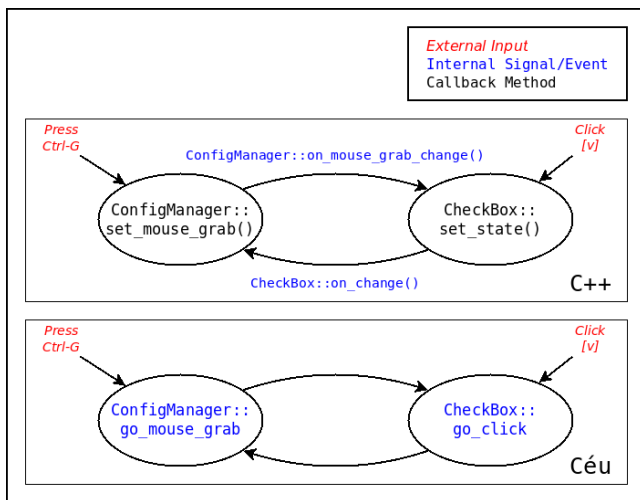 External Input
Internal Signal/Event
Callback Method
Press
Ctrl-G
Click
[v]
ConfigManager::on_mouse_grab_change()
ConfigManager::
set_mouse_grab()
CheckBox::
set_state()
CheckBox::on_change()
C++
Press
Ctrl-G
Click
[v]
ConfigManager::
go_mouse_grab
CheckBox::
go_click
Céu